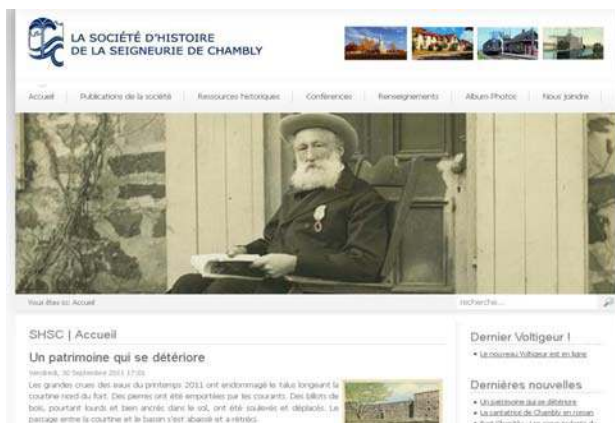 LA SOCIÉTÉ D'HISTOIRE
DE LA SEIGNEURIE DE CHAMBLY
Accueil
Publications de la société
Ressources historiques
Conférences
Renseignements
Album Photos
Nous joindre
Vous êtes ici: Accueil
recherche...
SHSC | Accueil
Un patrimoine qui se détériore
Vendredi, 30 Septembre 2011 17:01
Les grandes crues des eaux du printemps 2011 ont endommagé le talus longeant la
courtine nord du fort. Des pierres ont été emportées par les courants. Des billots de
bois, pourtant lourds et bien ancrés dans le sol, ont été soulevés et déplacés. Le
passage entre la courtine et le bassin s'est abaissé et a rétréci.
Dernier Voltigeur !
Le nouveau Voltigeur est en ligne
Dernières nouvelles
Un patrimoine qui se détériore
La cantatrice de Chambly en roman